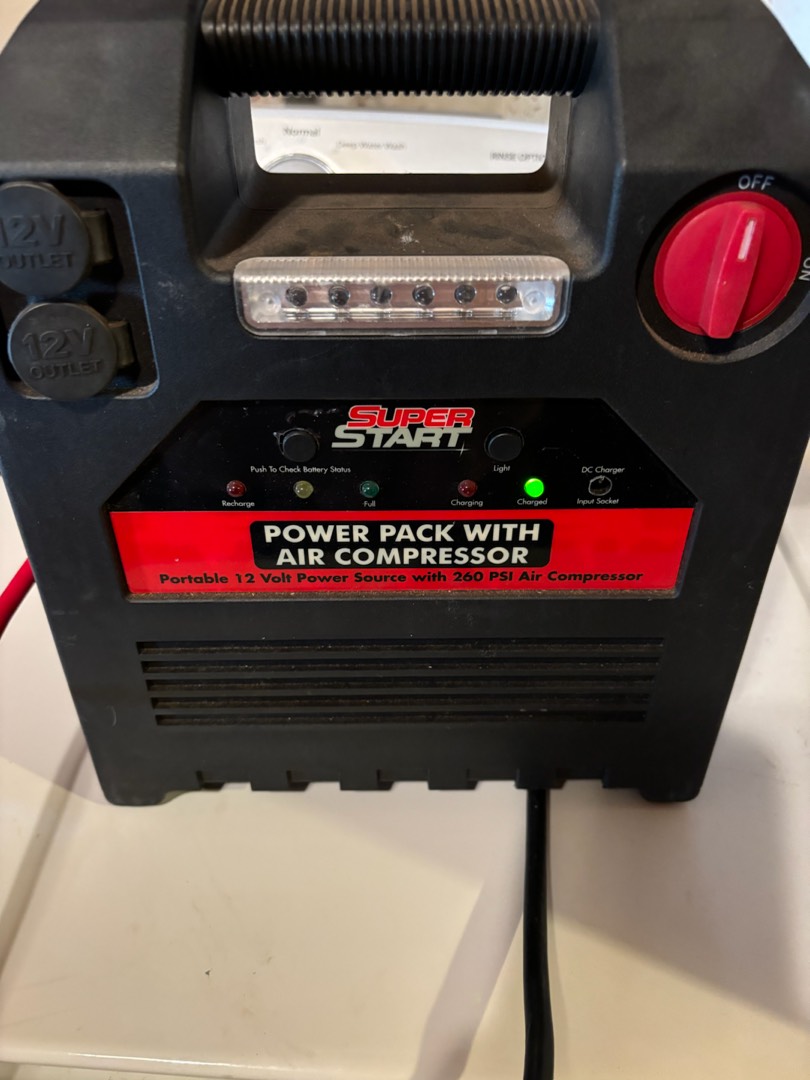 Normal
Deep Water Wash
OFF
12V
OUTLET
ON
12V
OUTLET
SUPER
START
Push To Check Battery Status
Light
DC Charger
Recharge
Full
Charging
Charged
Input Socket
POWER PACK WITH
AIR COMPRESSOR
Portable 12 Volt Power Source with 260 PSI Air Compressor